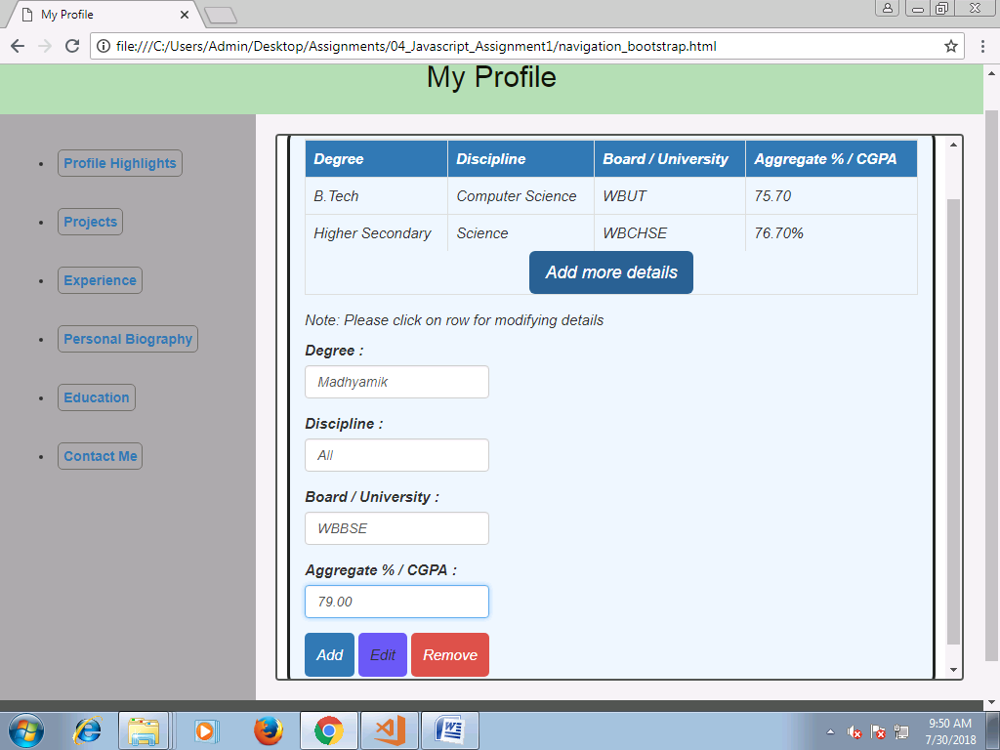 My Profile
file:///C:/Users/Admin/Desktop/Assignments/04_Javascript_Assignment1/navigation_bootstrap.html
My Profile
Profile Highlights
Projects
Experience
Personal Biography
Education
Contact Me
Degree Discipline Board / University Aggregate % / CGPA
B.Tech Computer Science WBUT 75.70
Higher Secondary Science WBCHSE 76.70%
Add more details
Note: Please click on row for modifying details
Degree :
Madhyamik
Discipline :
All
Board / University :
WBBSE
Aggregate % / CGPA :
79.00
Add Edit Remove
9:50 AM
7/30/2018